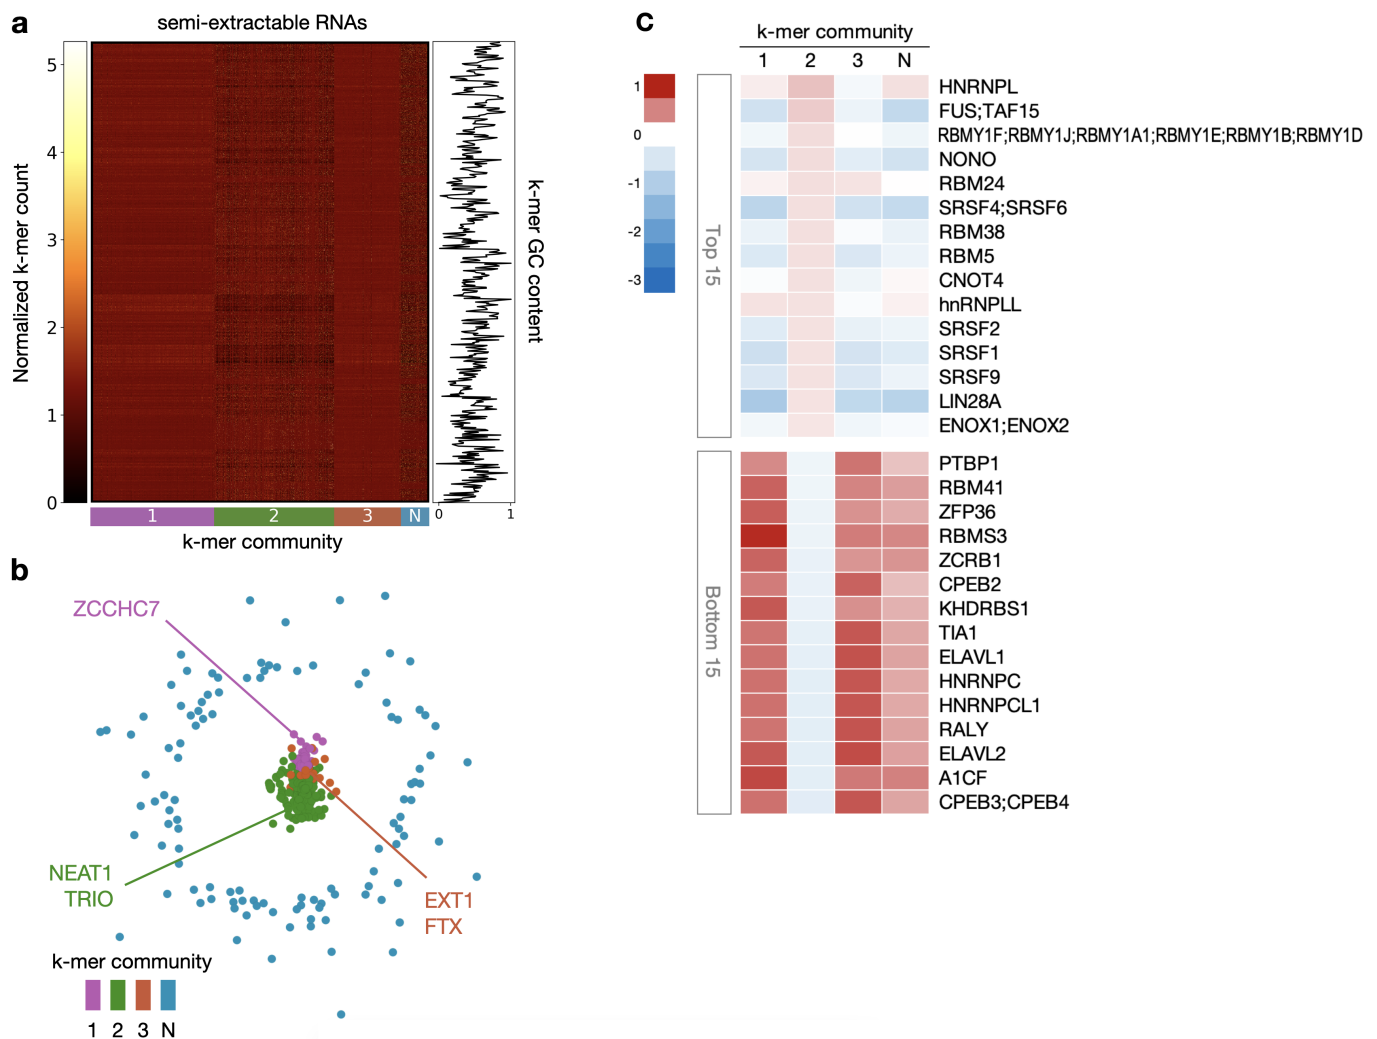 a
semi-extractable RNAs
Normalized k-mer count
5
4
3
2
1
0
1 2 3 N
k-mer community
0 1
k-mer GC content
b
ZCCHC7
NEAT1
TRIO
EXT1
FTX
k-mer community
1 2 3 N
c
k-mer community
1 2 3 N
1
0
-1
-2
-3
Top 15
HNRNPL
FUS;TAF15
RBMY1F;RBMY1J;RBMY1A1;RBMY1E;RBMY1B;RBMY1D
NONO
RBM24
SRSF4;SRSF6
RBM38
RBM5
CNOT4
hnRNPLL
SRSF2
SRSF1
SRSF9
LIN28A
ENOX1;ENOX2
Bottom 15
PTBP1
RBM41
ZFP36
RBMS3
ZCRB1
CPEB2
KHDRBS1
TIA1
ELAVL1
HNRNPC
HNRNPCL1
RALY
ELAVL2
A1CF
CPEB3;CPEB4